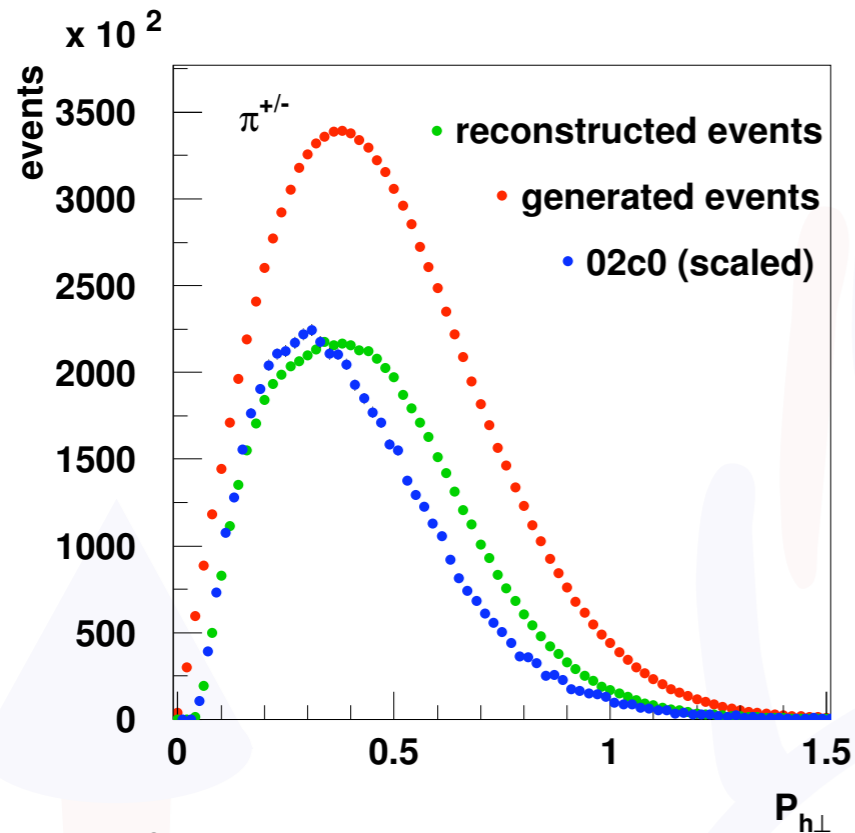 x 10 2
events
π+/-
reconstructed events
generated events
02c0 (scaled)
3500
3000
2500
2000
1500
1000
500
0
0 0.5 1 1.5
Ph⊥